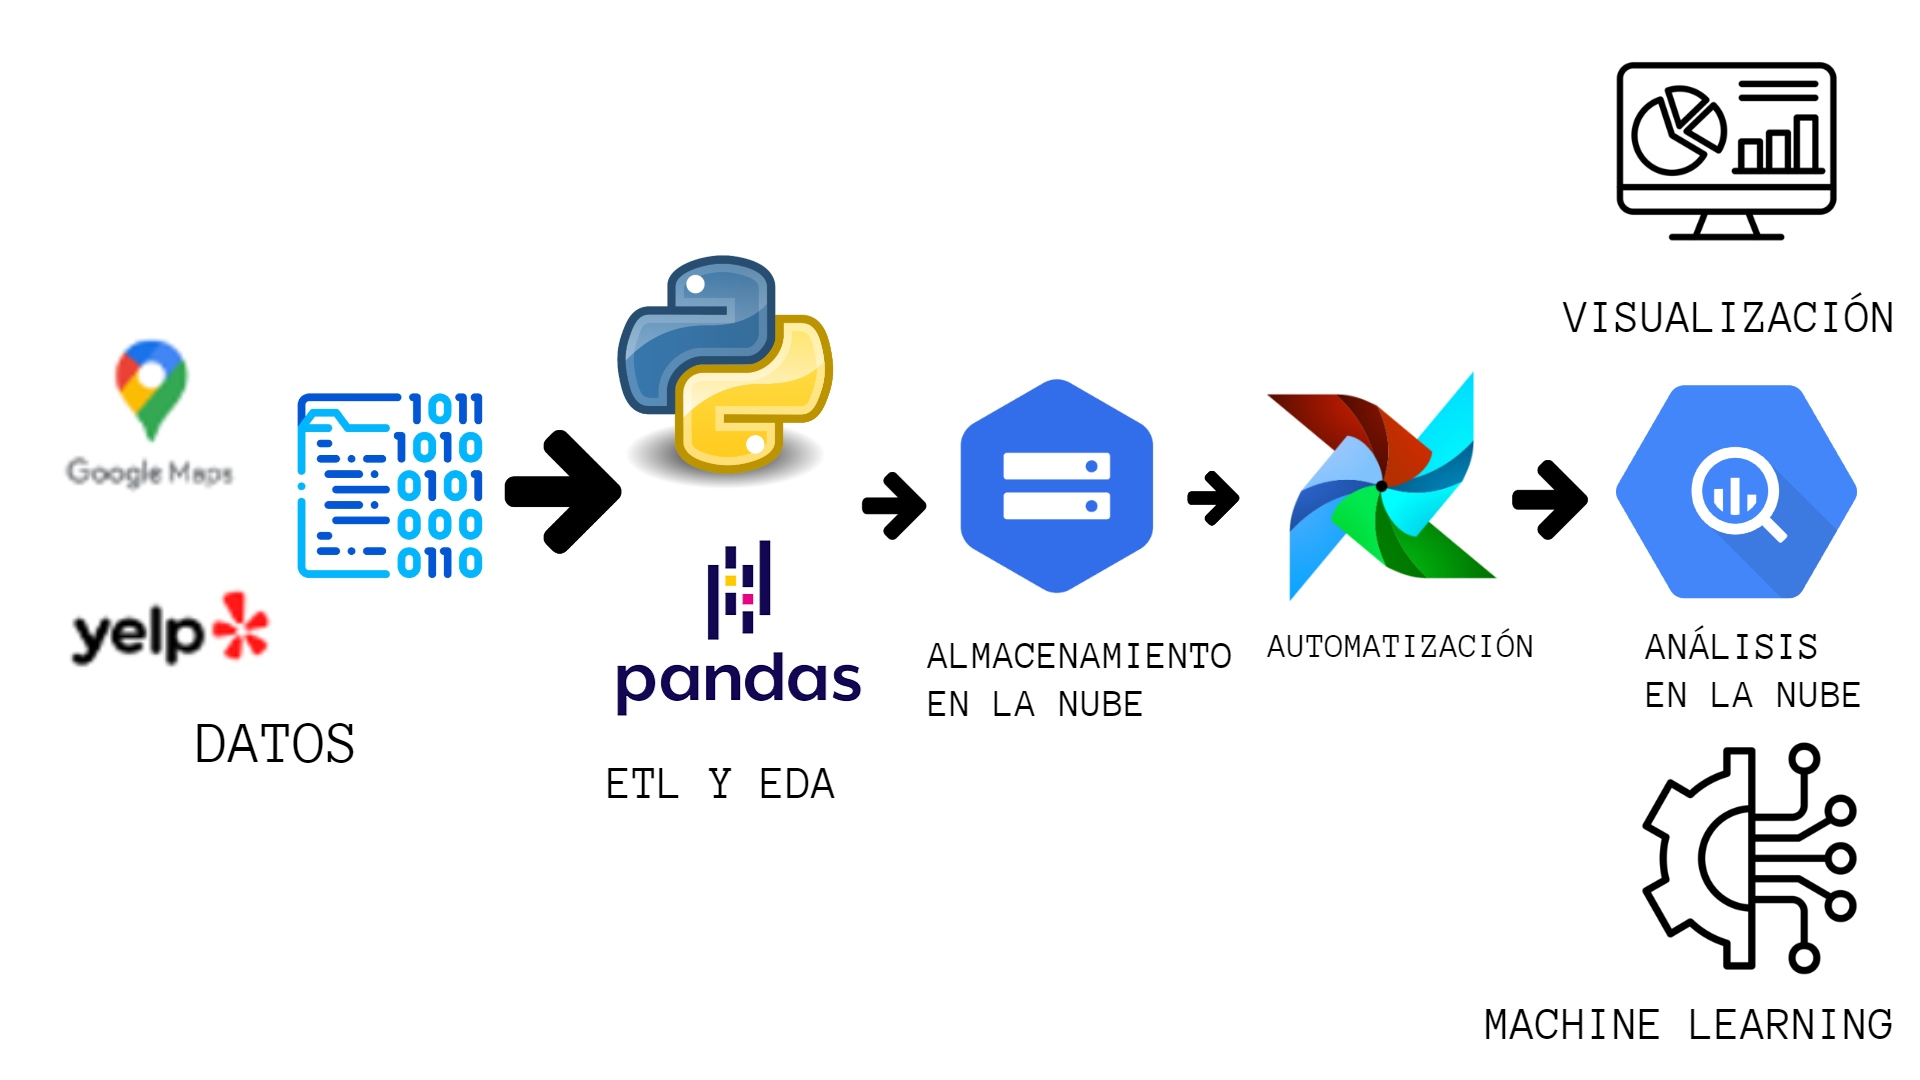 Google Maps
1011
1010
0101
000
0110
yelp
DATOS
pandas
ETL Y EDA
ALMACENAMIENTO
EN LA NUBE
AUTOMATIZACIÓN
VISUALIZACIÓN
ANÁLISIS
EN LA NUBE
MACHINE LEARNING